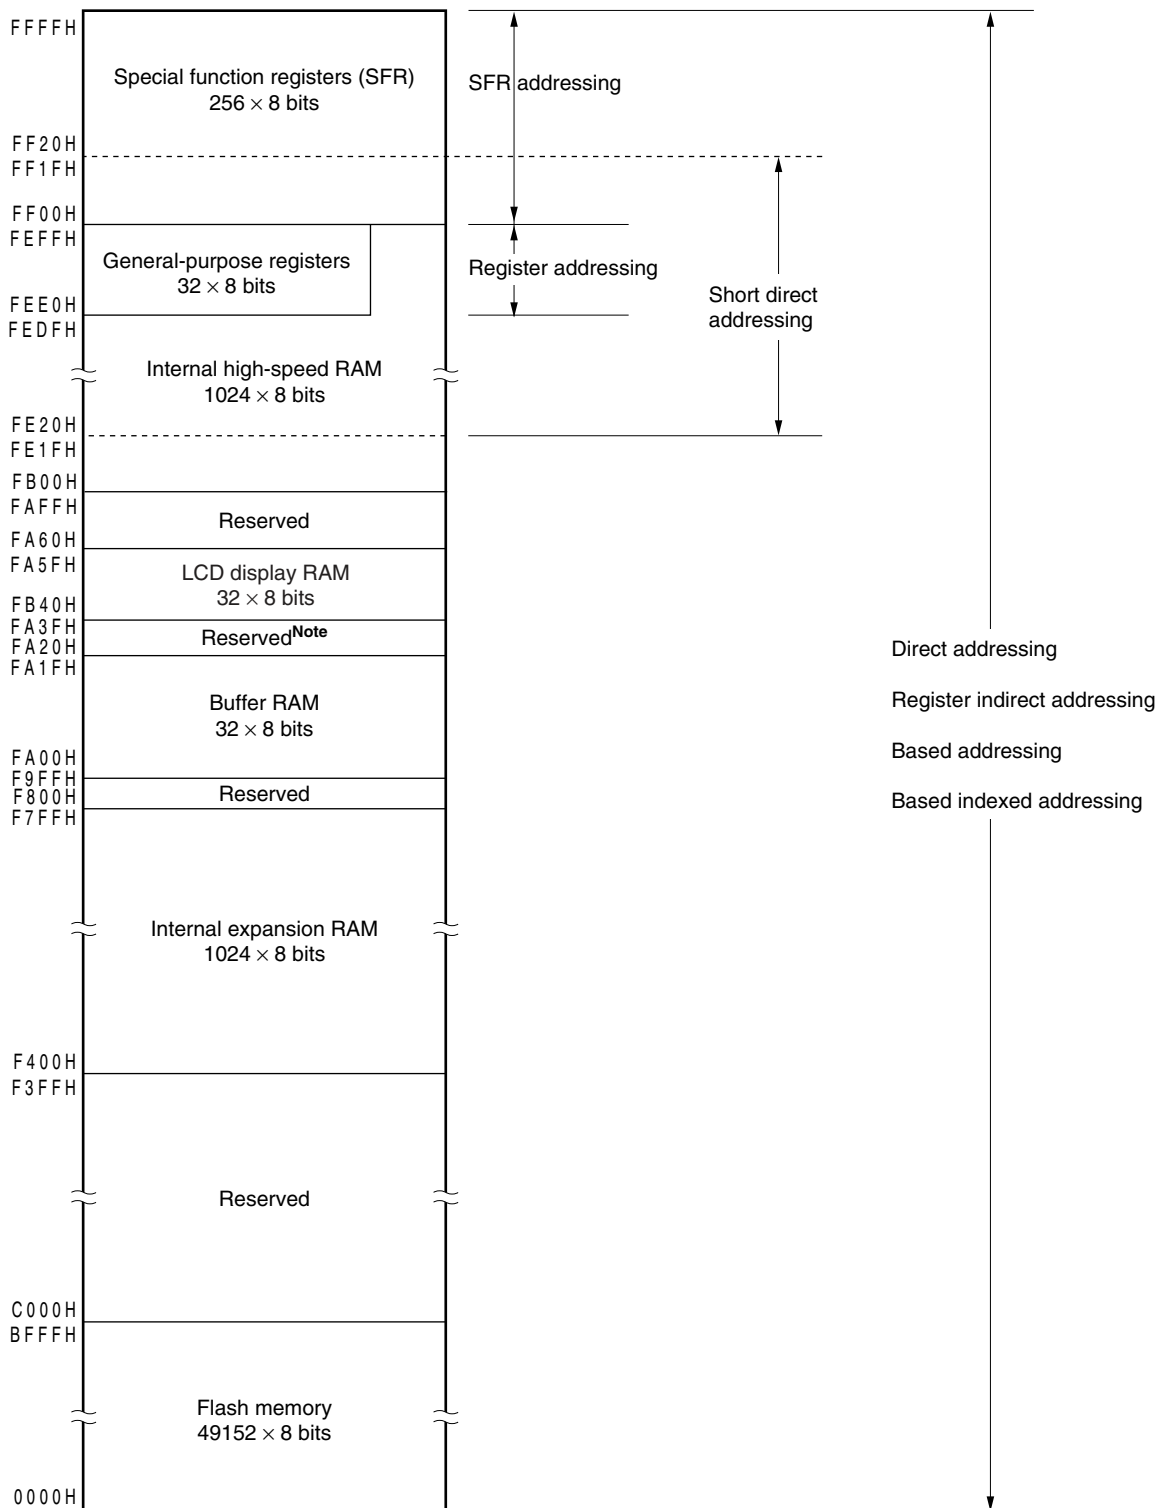 FFFFH
Special function registers (SFR)
256 × 8 bits
SFR addressing
FF20H
FF1FH
FF00H
FEFFH
General-purpose registers
32 × 8 bits
Register addressing
Short direct
addressing
FEE0H
FEDFH
Internal high-speed RAM
1024 × 8 bits
FE20H
FE1FH
FB00H
FAFFH
Reserved
FA60H
FA5FH
LCD display RAM
32 × 8 bits
FB40H
FA3FH
ReservedNote
FA20H
FA1FH
Direct addressing
Register indirect addressing
Based addressing
Based indexed addressing
Buffer RAM
32 × 8 bits
FA00H
F9FFH
Reserved
F800H
F7FFH
Internal expansion RAM
1024 × 8 bits
F400H
F3FFH
Reserved
C000H
BFFFH
Flash memory
49152 × 8 bits
0000H